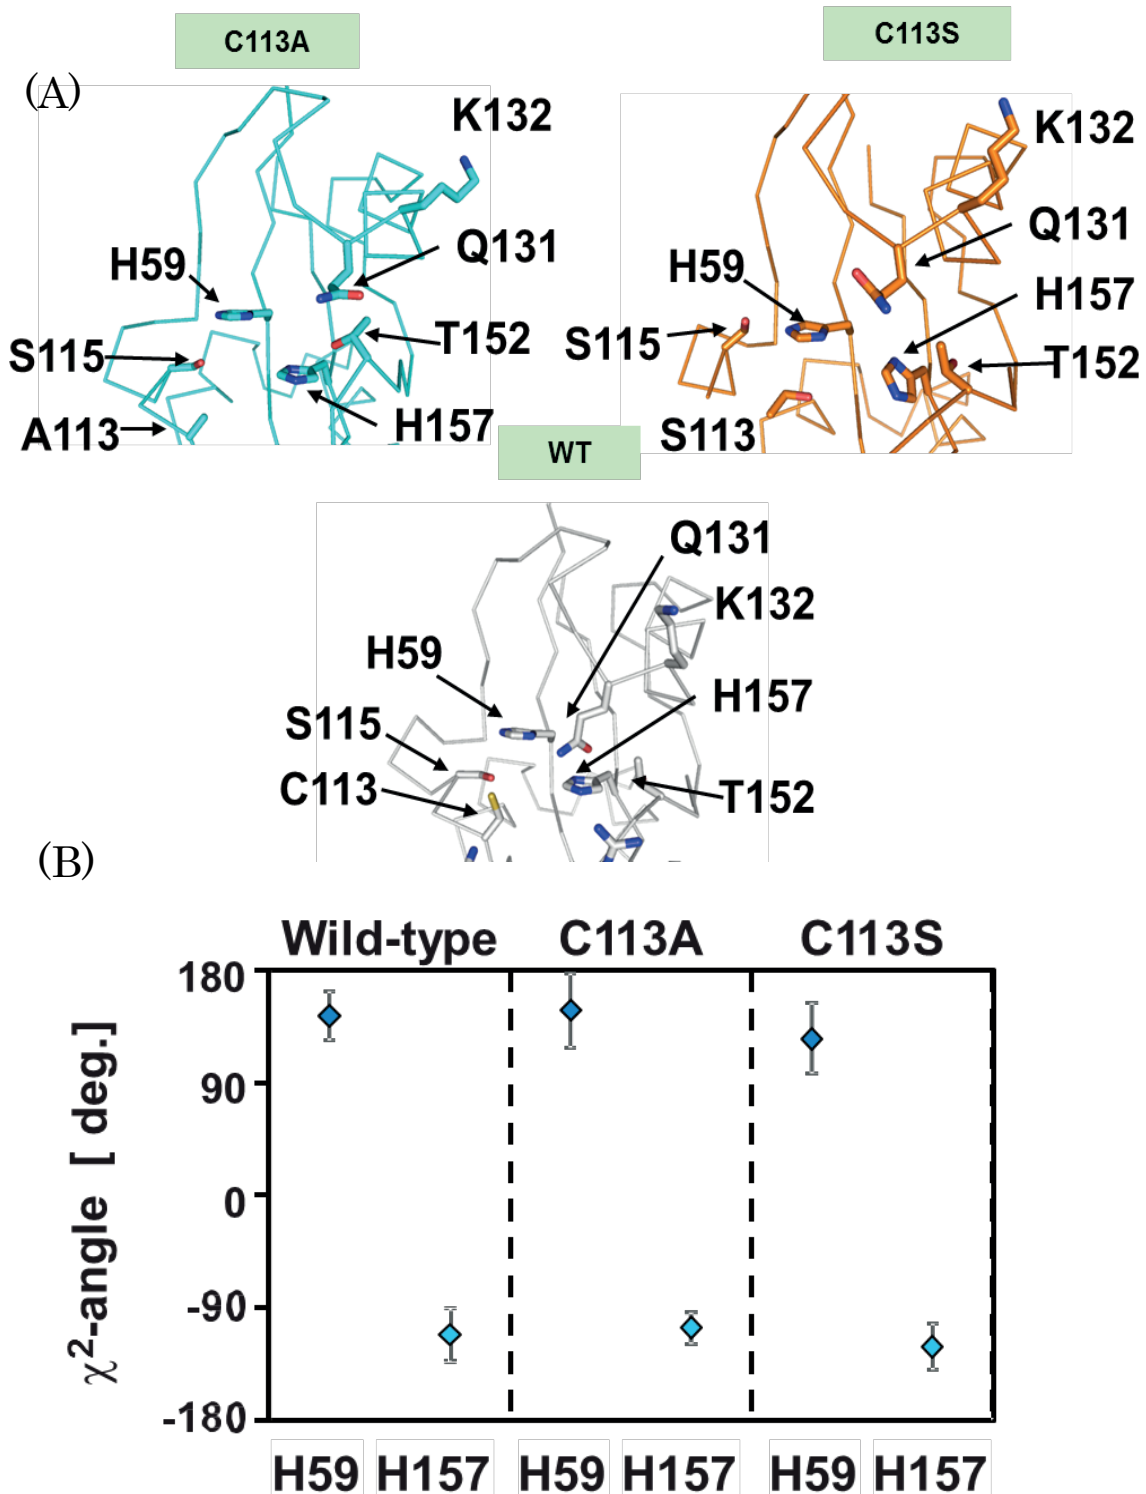 C113A
C113S
(A)
K132
K132
Q131
Q131
H59
H59
H157
S115
T152
S115
T152
A113
H157
S113
WT
Q131
K132
H59
H157
S115
C113
T152
(B)
Wild-type C113A C113S
180
90
0
-90
-180
χ2-angle [ deg.]
H59 H157 H59 H157 H59 H157